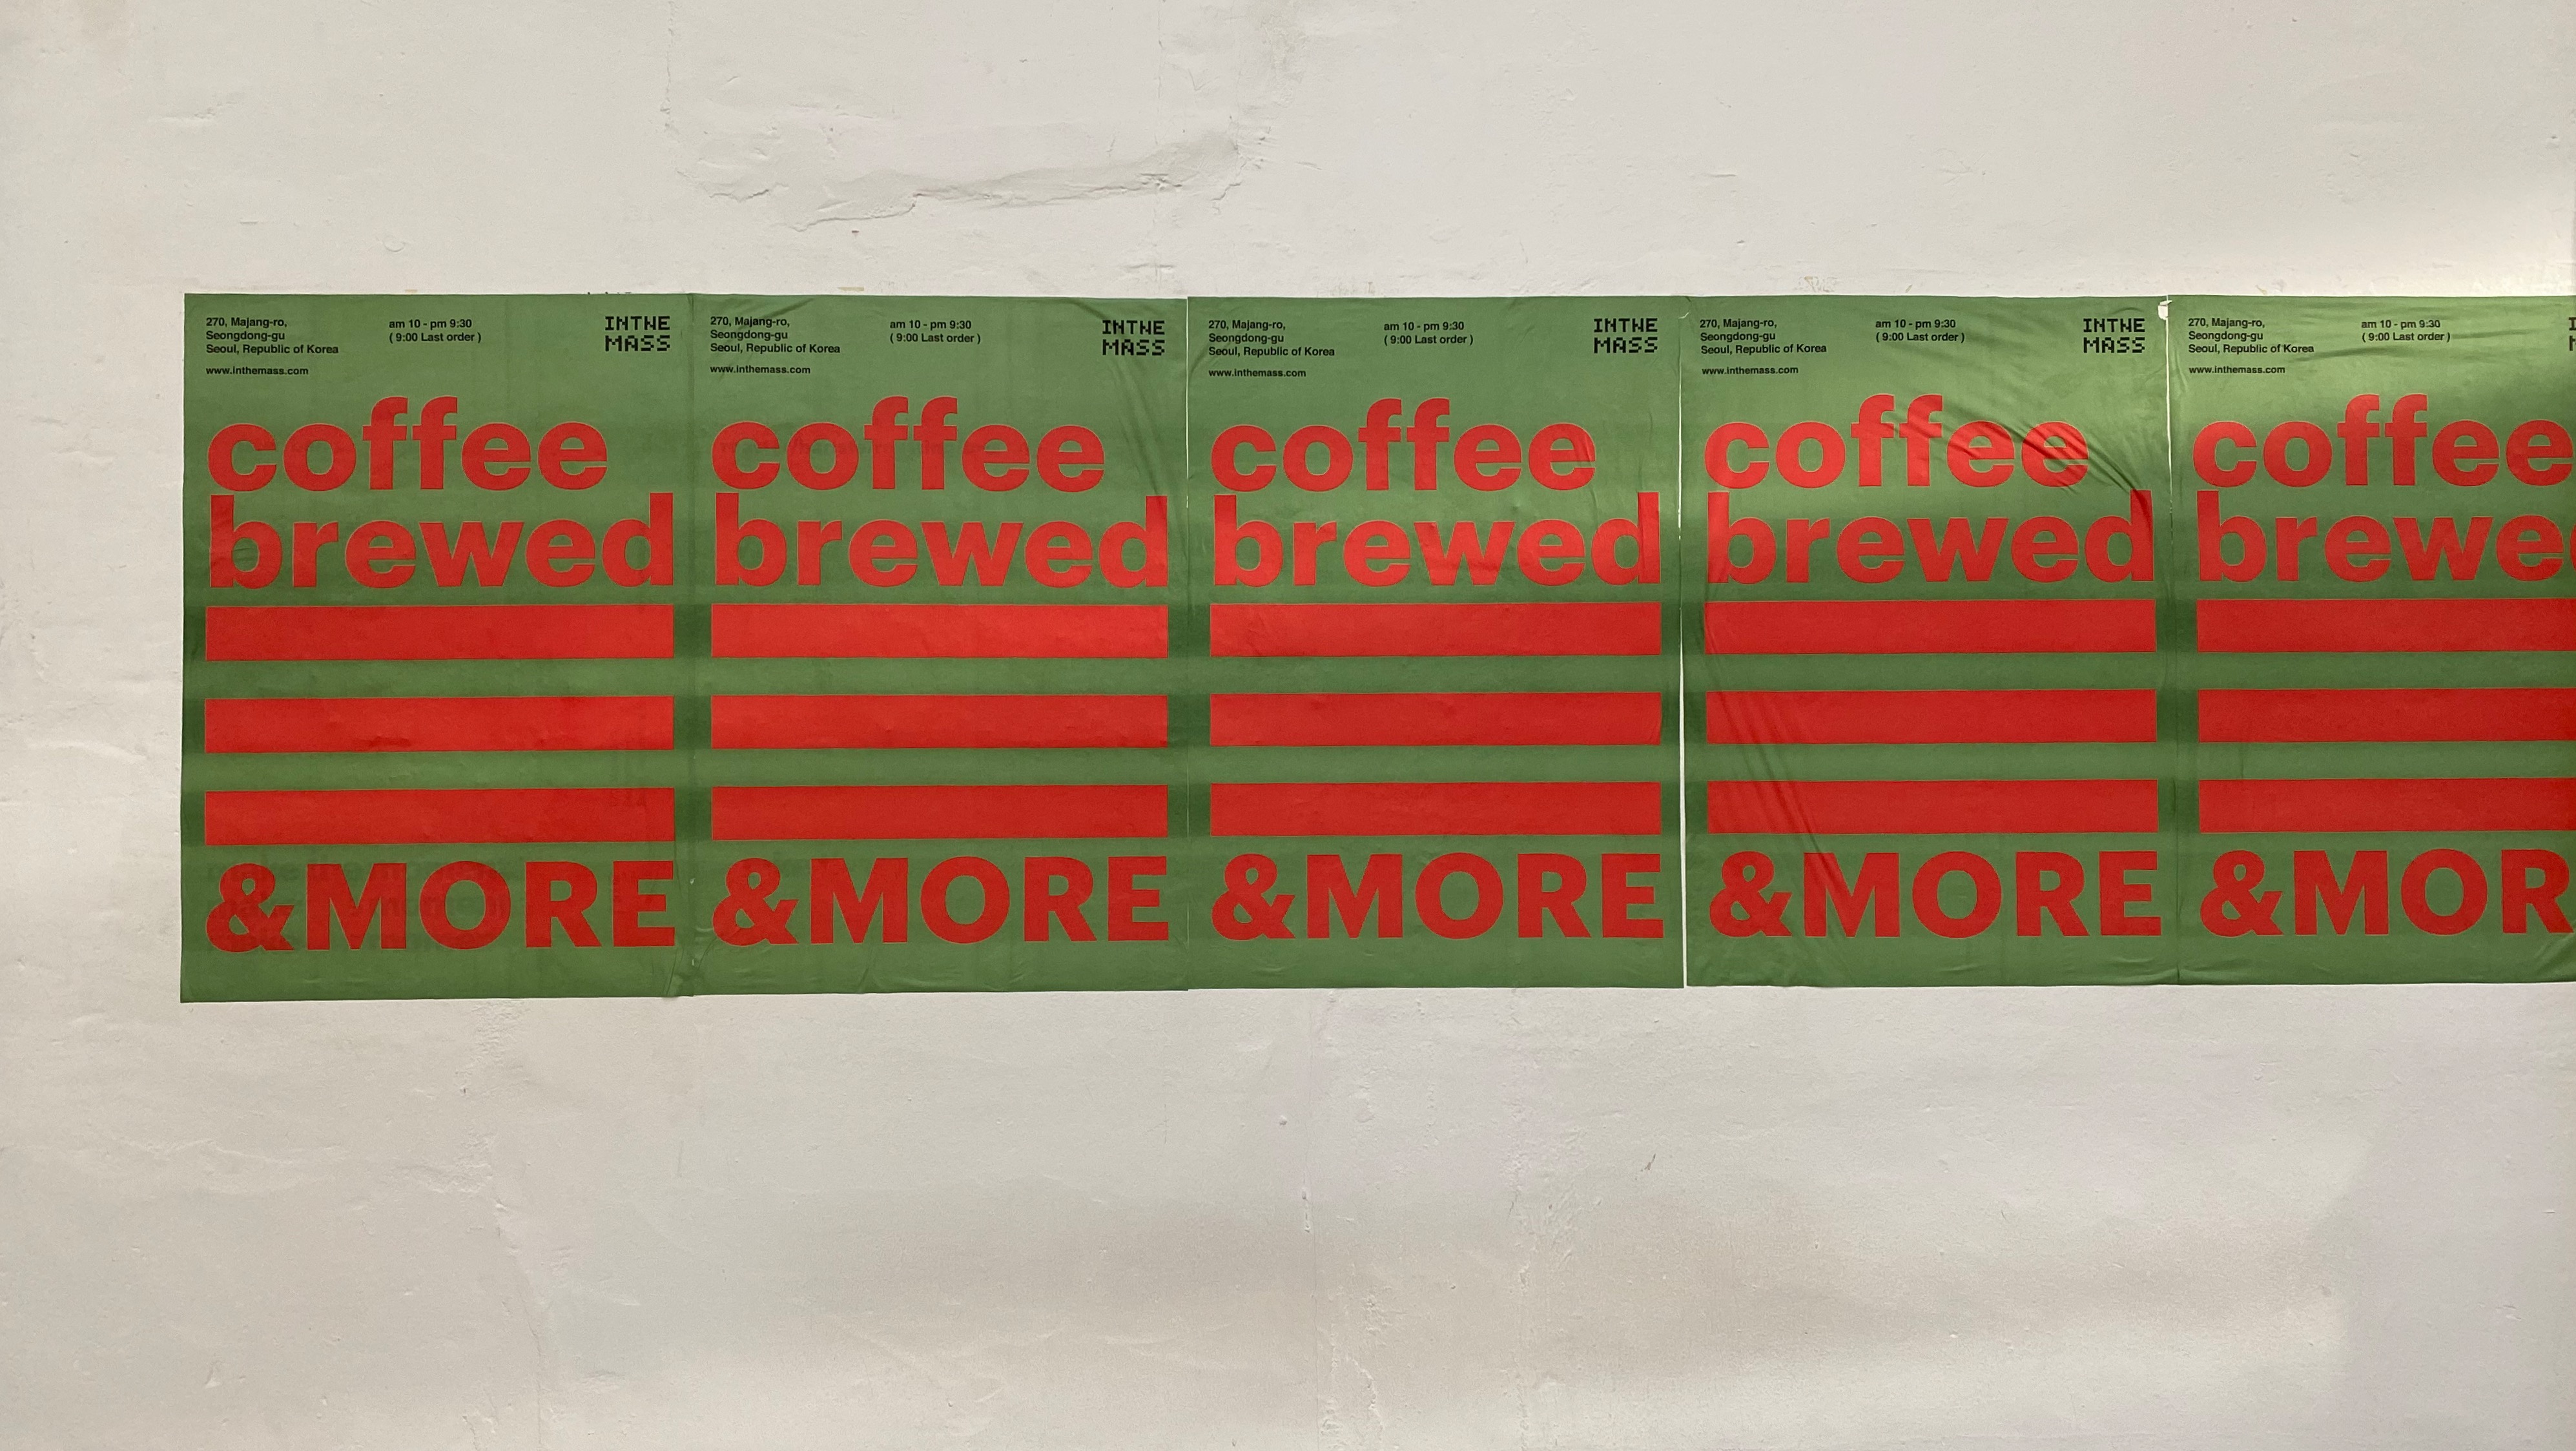 270, Majang-ro,
Seongdong-gu
Seoul, Republic of Korea
www.inthemass.com
am 10 - pm 9:30
( 9:00 Last order )
INTHE
MASS
coffee
brewed
&MORE
270, Majang-ro,
Seongdong-gu
Seoul, Republic of Korea
www.inthemass.com
am 10 - pm 9:30
( 9:00 Last order )
INTHE
MASS
coffee
brewed
&MORE
270, Majang-ro,
Seongdong-gu
Seoul, Republic of Korea
www.inthemass.com
am 10 - pm 9:30
( 9:00 Last order )
INTHE
MASS
coffee
brewed
&MORE
270, Majang-ro,
Seongdong-gu
Seoul, Republic of Korea
www.inthemass.com
am 10 - pm 9:30
( 9:00 Last order )
INTHE
MASS
coffee
brewed
&MORE
270, Majang-ro,
Seongdong-gu
Seoul, Republic of Korea
www.inthemass.com
am 10 - pm 9:30
( 9:00 Last order )
coffee
brewe
&MOR